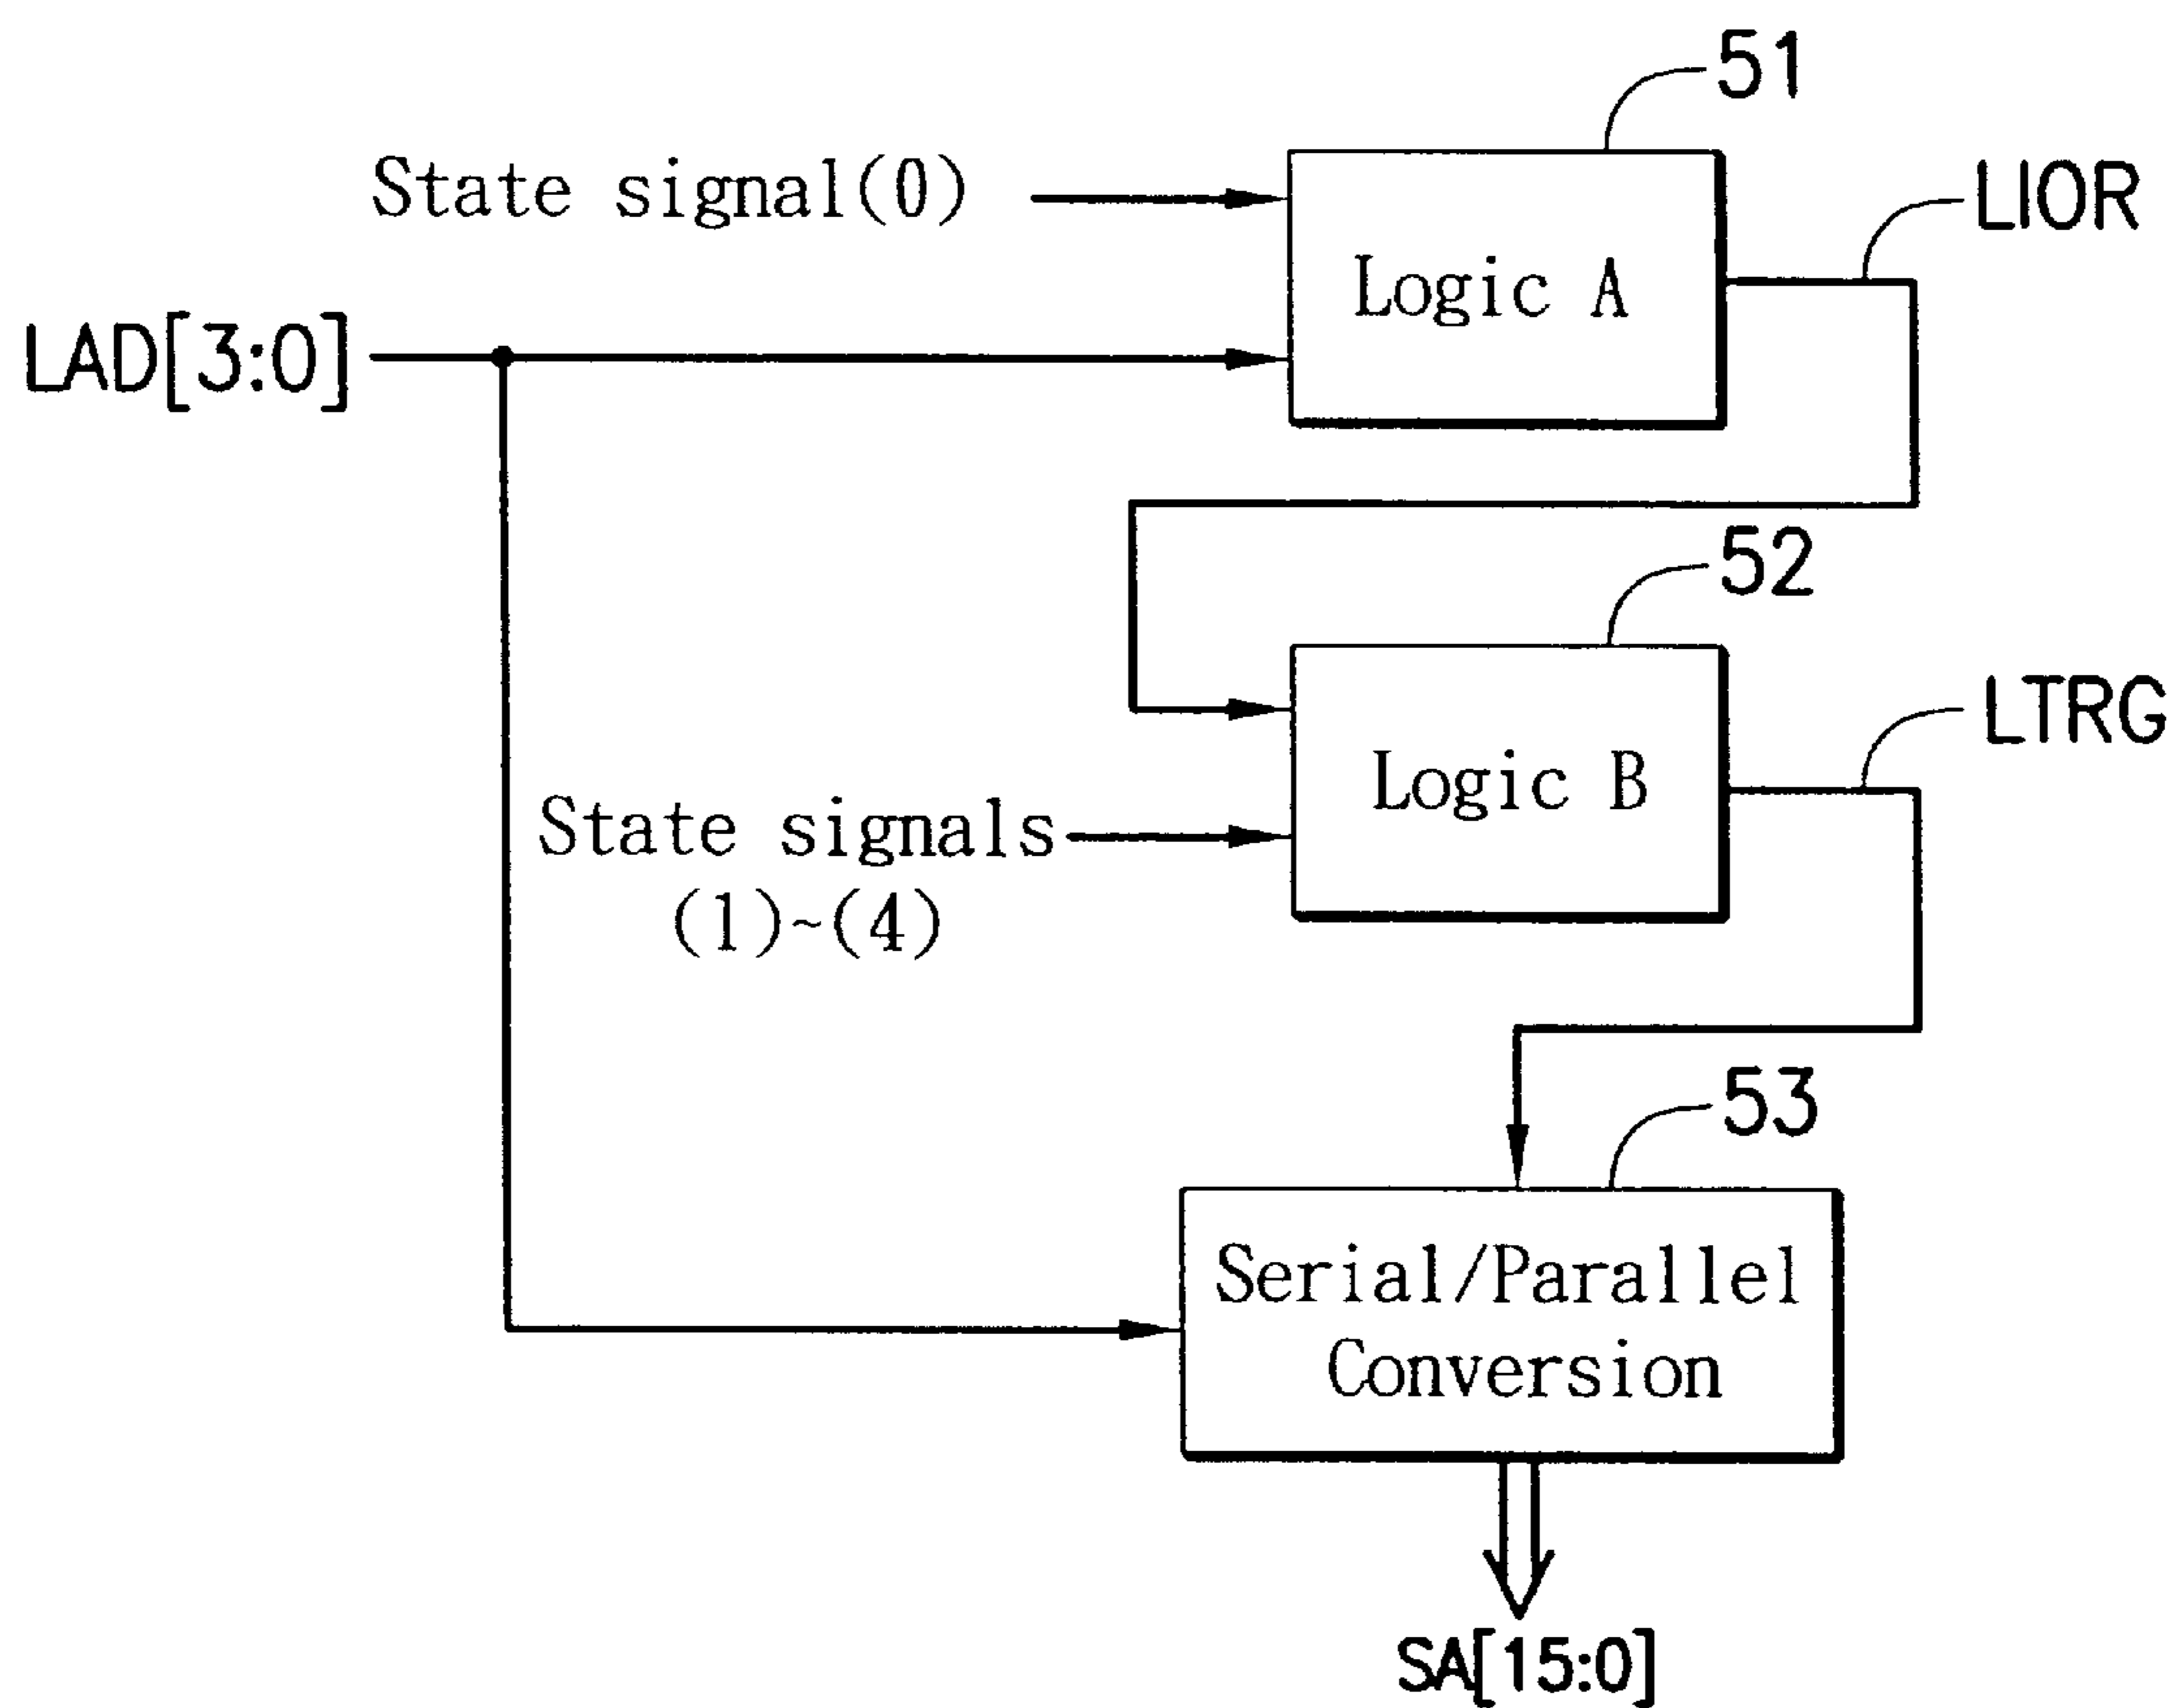 51
State signal(0)
LIOR
Logic A
LAD[3:0]
52
LTRG
Logic B
State signals
(1)~(4)
53
Serial/Parallel
Conversion
SA[15:0]